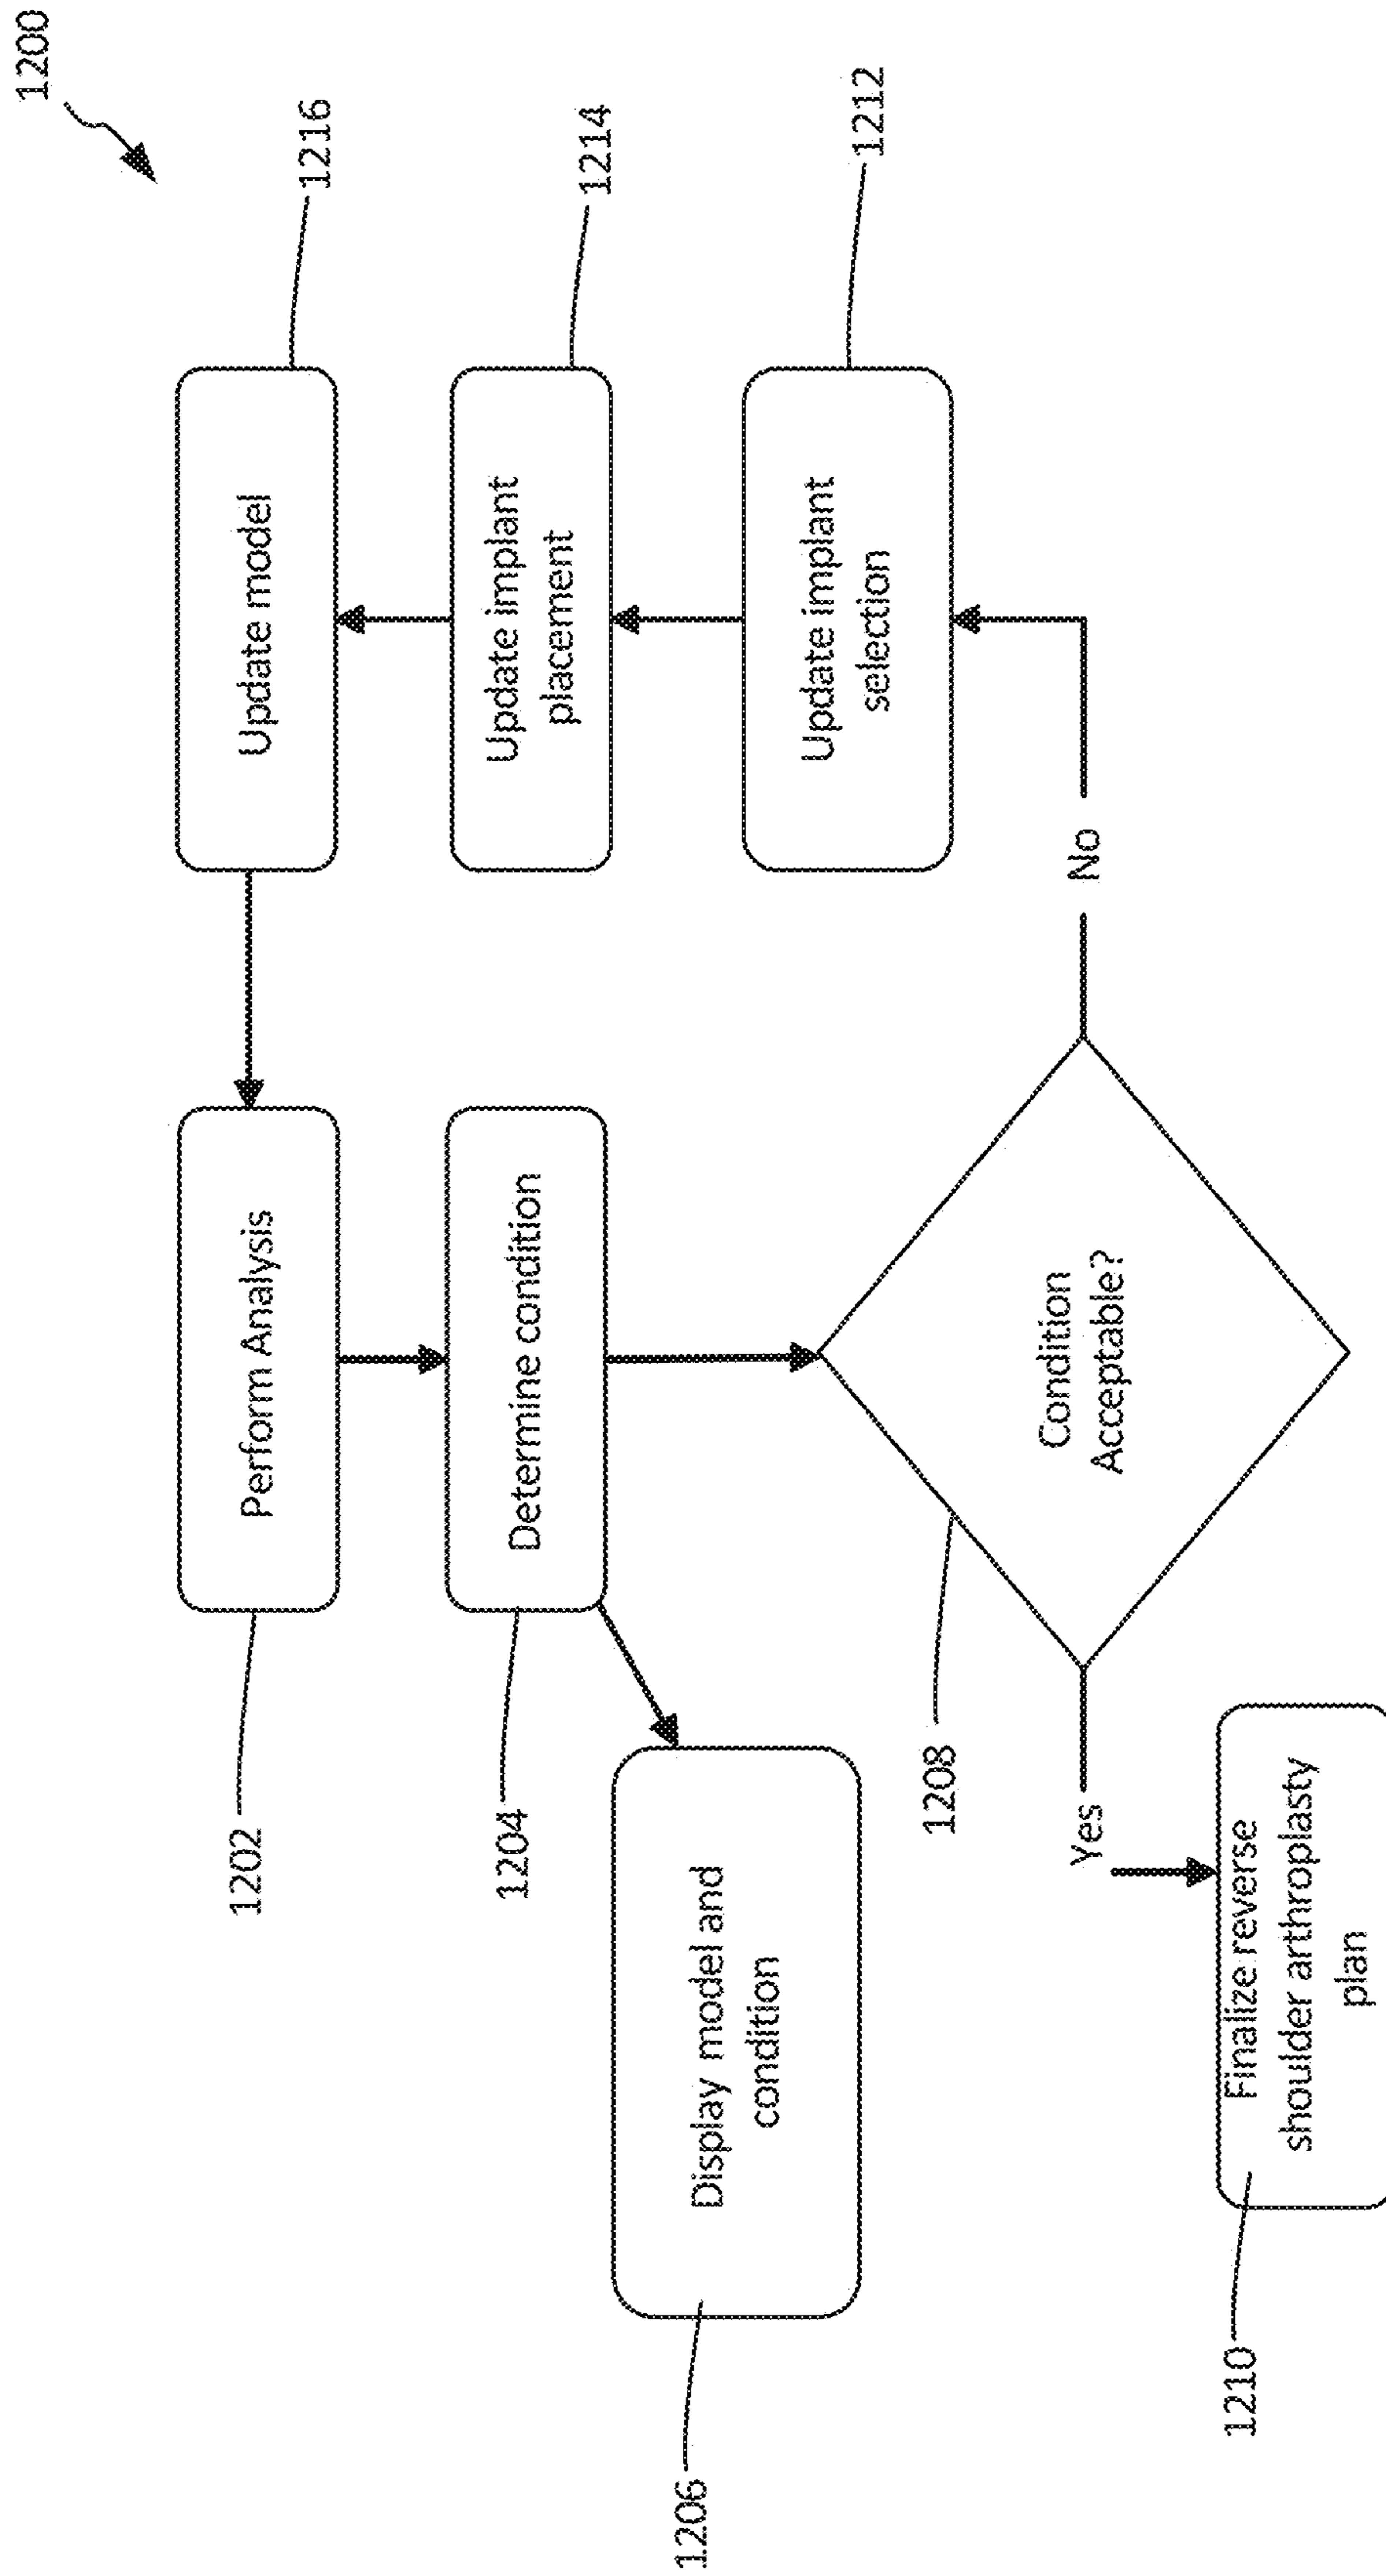 1200
1202
Perform Analysis
Update model
1216
1204
Determine condition
Update implant
placement
1214
1206
Display model and
condition
1208
Condition
Acceptable?
Update implant
selection
1212
Yes
No
1210
Finalize reverse
shoulder arthroplasty
plan